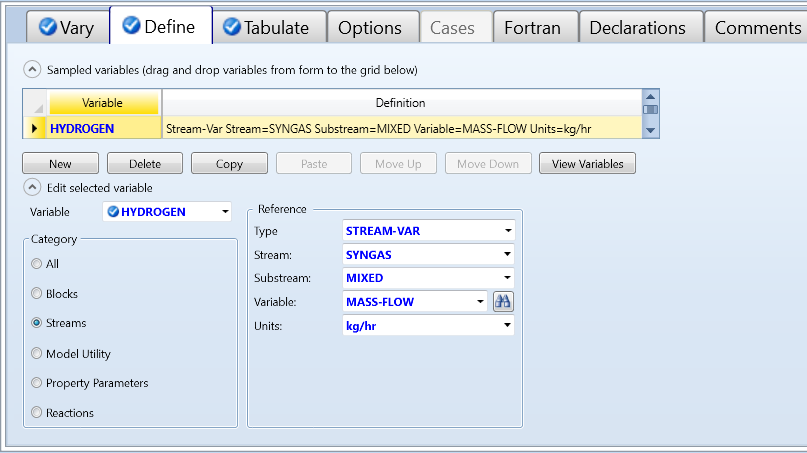 Vary Define Tabulate Options Cases Fortran Declarations Comments
Sampled variables (drag and drop variables from form to the grid below)
Variable Definition
HYDROGEN Stream-Var Stream=SYNGAS Substream=MIXED Variable=MASS-FLOW Units=kg/hr
New Delete Copy Paste Move Up Move Down View Variables
Edit selected variable
Variable HYDROGEN
Category
All
Blocks
Streams
Model Utility
Property Parameters
Reactions
Reference
Type STREAM-VAR
Stream: SYNGAS
Substream: MIXED
Variable: MASS-FLOW
Units: kg/hr